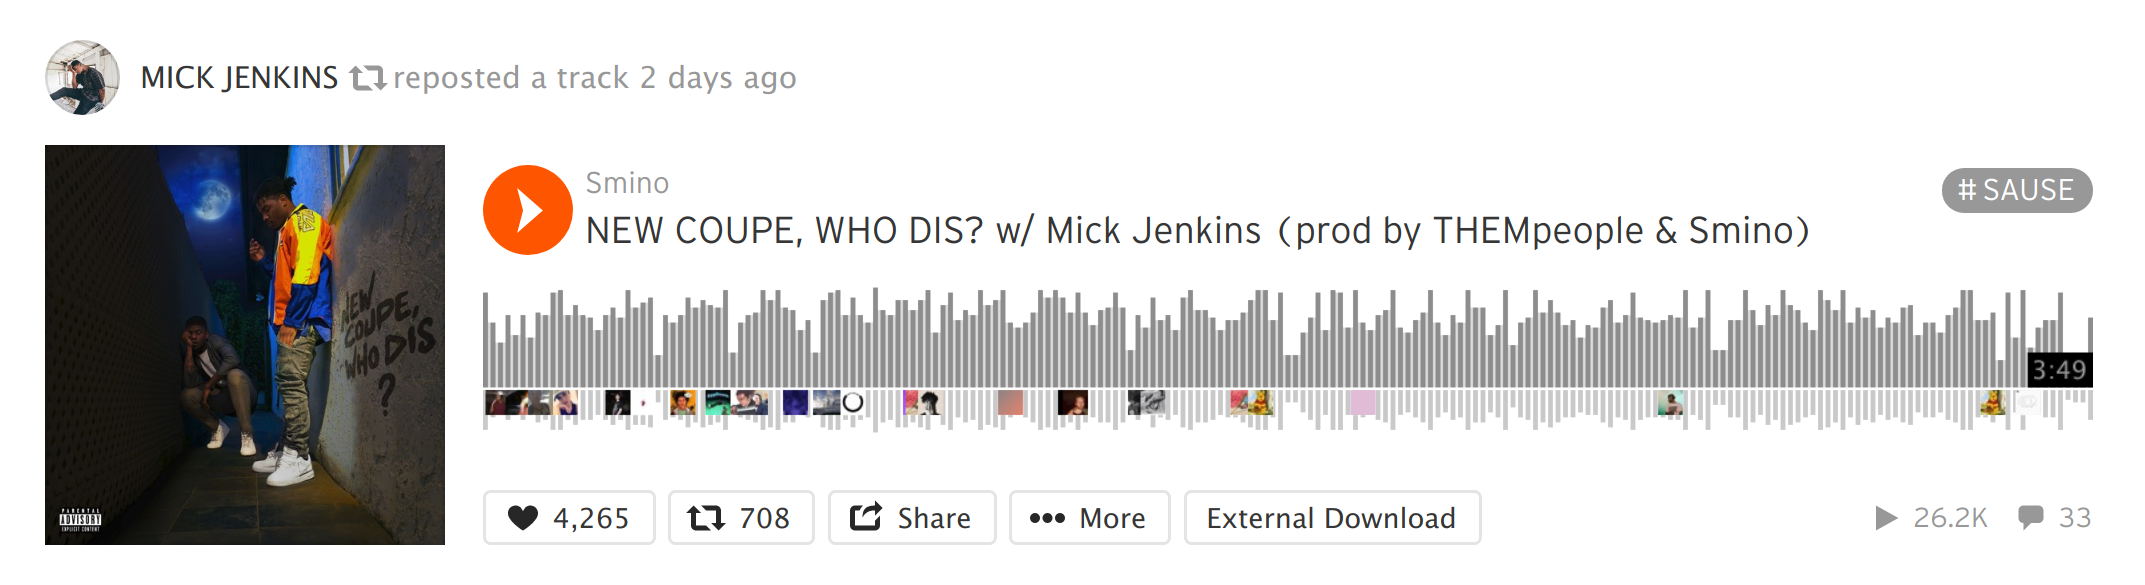 MICK JENKINS reposted a track 2 days ago
Smino
# SAUSE
NEW COUPE, WHO DIS? w/ Mick Jenkins (prod by THEMpeople & Smino)
NEW
COUPE,
WHO DIS
?
3:49
PARENTAL
ADVISORY
EXPLICIT CONTENT
4,265
708
Share
More
External Download
26.2K
33